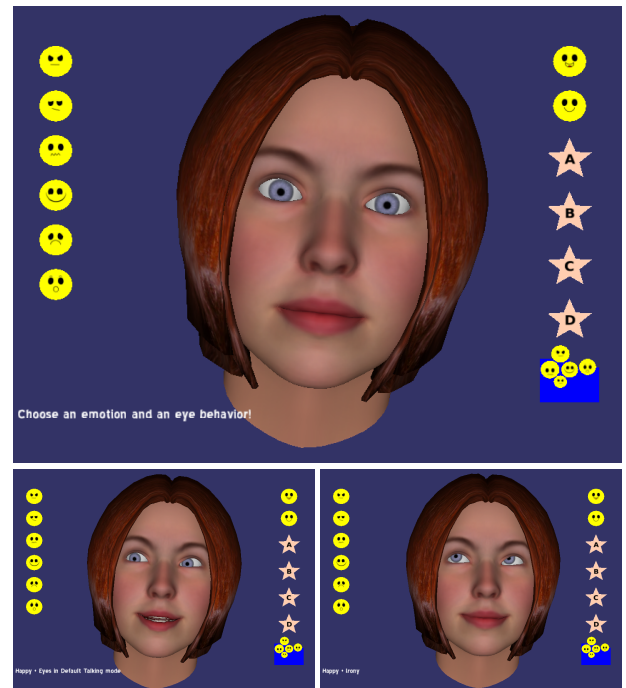 A
B
C
D
Choose an emotion and an eye behavior!
A
B
C
D
Happy + Eyes in Default Talking mode
A
B
C
D
Happy + Irony